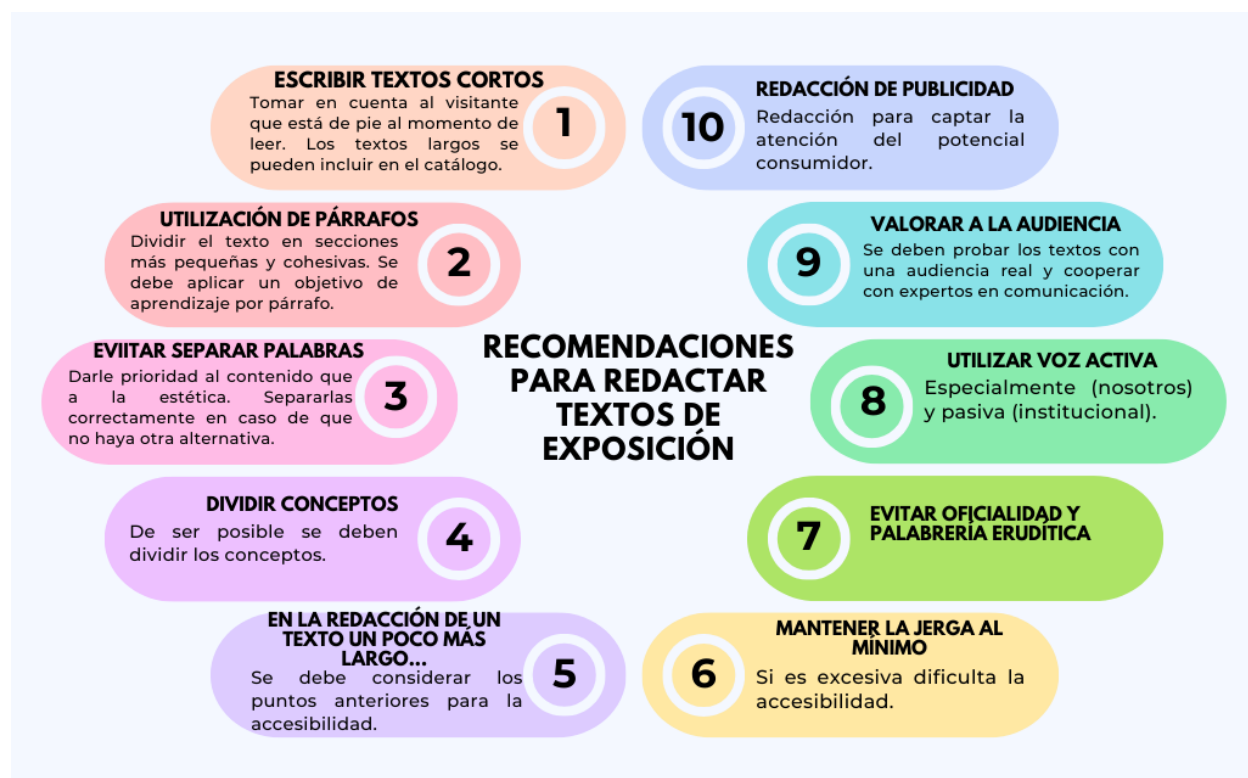 ESCRIBIR TEXTOS CORTOS
Tomar en cuenta al visitante
que está de pie al momento de
leer. Los textos largos se
pueden incluir en el catálogo.
1
UTILIZACIÓN DE PÁRRAFOS
Dividir el texto en secciones
más pequeñas y cohesivas. Se
debe aplicar un objetivo de
aprendizaje por párrafo.
2
EVIITAR SEPARAR PALABRAS
Darle prioridad al contenido que
a la estética. Separarlas
correctamente en caso de que
no haya otra alternativa.
3
DIVIDIR CONCEPTOS
De ser posible se deben
dividir los conceptos.
4
EN LA REDACCIÓN DE UN
TEXTO UN POCO MÁS
LARGO...
Se debe considerar los
puntos anteriores para la
accesibilidad.
5
RECOMENDACIONES
PARA REDACTAR
TEXTOS DE
EXPOSICIÓN
MANTENER LA JERGA AL
MÍNIMO
Si es excesiva dificulta la
accesibilidad.
6
EVITAR OFICIALIDAD Y
PALABRERÍA ERUDÍTICA
7
UTILIZAR VOZ ACTIVA
Especialmente (nosotros)
y pasiva (institucional).
8
VALORAR A LA AUDIENCIA
Se deben probar los textos con
una audiencia real y cooperar
con expertos en comunicación.
9
REDACCIÓN DE PUBLICIDAD
Redacción para captar la
atención del potencial
consumidor.
10